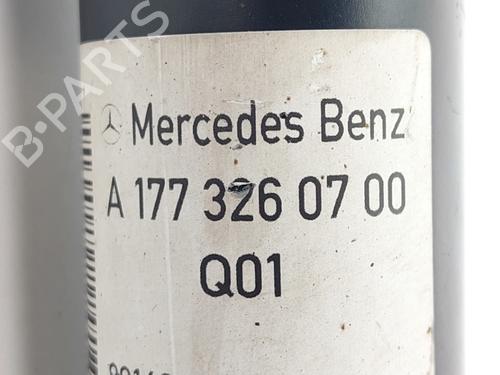 B-PARTS
Mercedes Benz
A 177 326 07 00
Q01